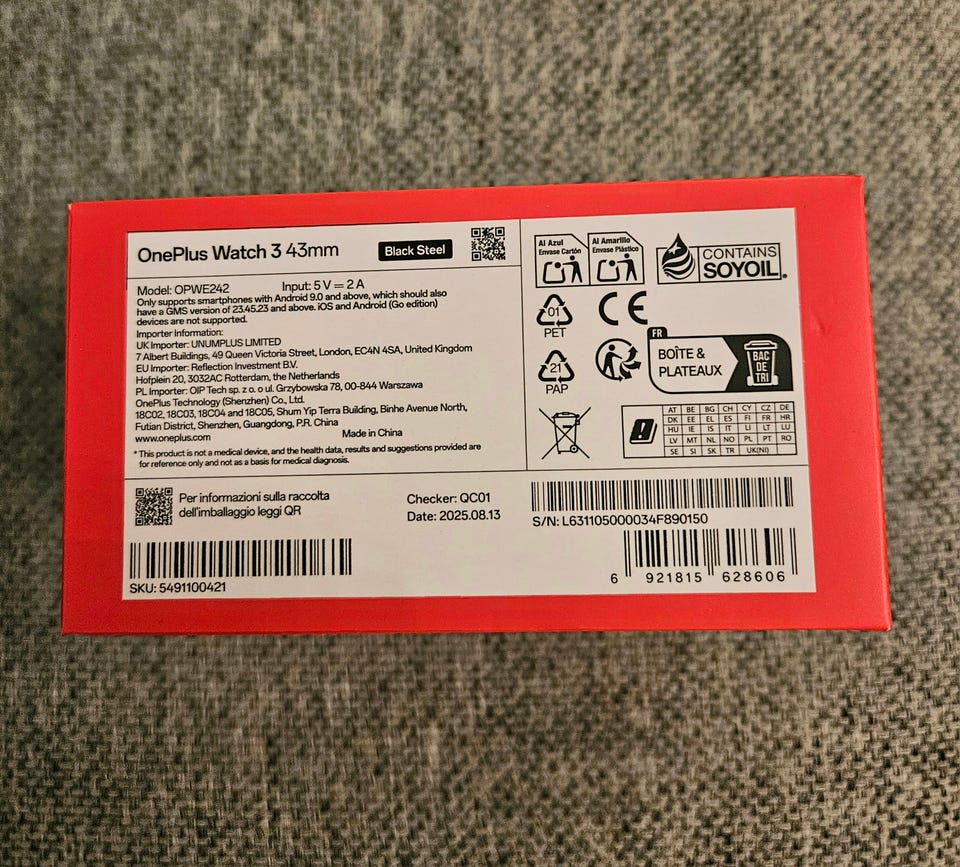 OnePlus Watch 3 43mm
Black Steel
Model: OPWE242 Input: 5 V = 2 A
Only supports smartphones with Android 9.0 and above, which should also
have a GMS version of 23.45.23 and above. iOS and Android (Go edition)
devices are not supported.
Importer Information:
UK Importer: UNUMPLUS LIMITED
7 Albert Buildings, 49 Queen Victoria Street, London, EC4N 4SA, United Kingdom
EU Importer: Reflection Investment B.V.
Hofplein 20, 3032AC Rotterdam, the Netherlands
PL Importer: OIP Tech sp. z o. o ul. Grzybowska 78, 00-844 Warszawa
OnePlus Technology (Shenzhen) Co., Ltd.
18C02, 18C03, 18C04 and 18C05, Shum Yip Terra Building, Binhe Avenue North,
Futian District, Shenzhen, Guangdong, P.R. China
www.oneplus.com Made in China
* This product is not a medical device, and the health data, results and suggestions provided are
for reference only and not as a basis for medical diagnosis.
Al Azul
Envase Cartón
Al Amarillo
Envase Plástico
CONTAINS
SOYOIL.
01
PET
CE
21
PAP
FR
BOÎTE &
PLATEAUX
BAC
DE
TRI
AT BE BG CH CY CZ DE
DK EE EL ES FI FR HR
HU IE IS IT LI LT LU
LV MT NL NO PL PT RO
SE SI SK TR UK(NI)
Per informazioni sulla raccolta
dell'imballaggio leggi QR
Checker: QC01
Date: 2025.08.13
S/N: L631105000034F890150
SKU: 5491100421
6 921815 628606